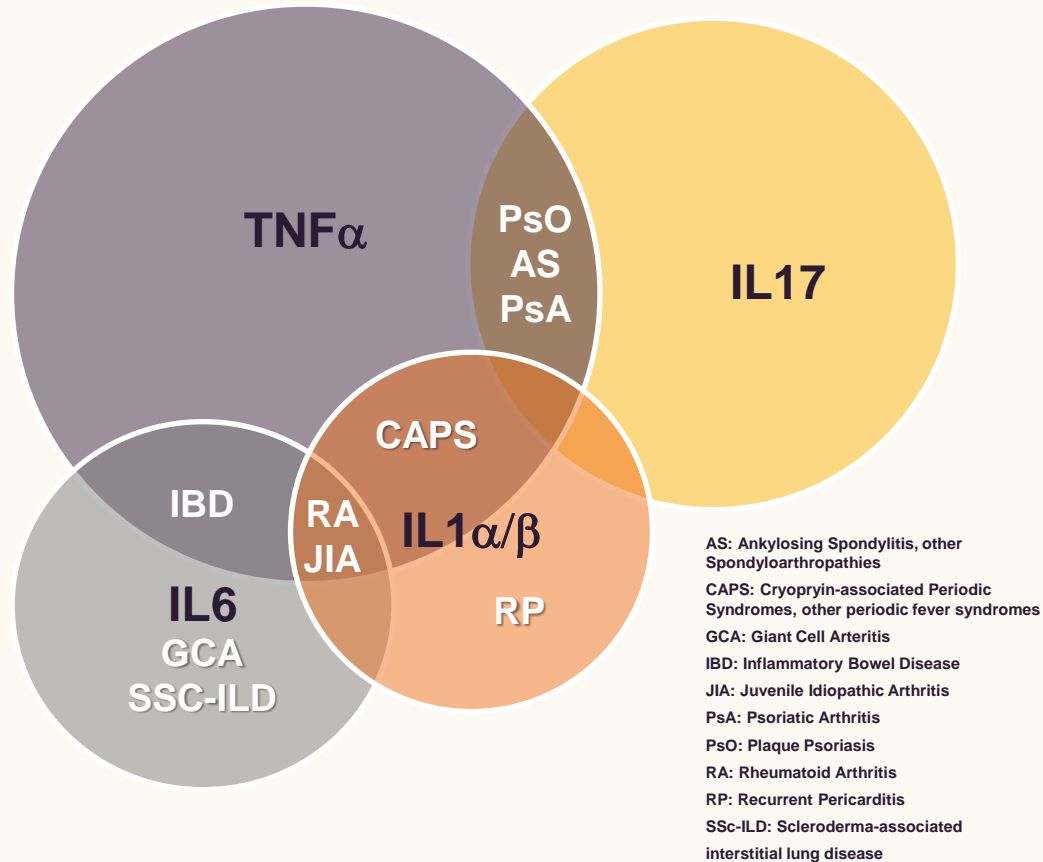 TNFα
PsO
AS
PsA
IL17
CAPS
IBD
RA
JIA
IL1α/β
IL6
GCA
SSC-ILD
RP
AS: Ankylosing Spondylitis, other
Spondyloarthropathies
CAPS: Cryopryin-associated Periodic
Syndromes, other periodic fever syndromes
GCA: Giant Cell Arteritis
IBD: Inflammatory Bowel Disease
JIA: Juvenile Idiopathic Arthritis
PsA: Psoriatic Arthritis
PsO: Plaque Psoriasis
RA: Rheumatoid Arthritis
RP: Recurrent Pericarditis
SSc-ILD: Scleroderma-associated
interstitial lung disease